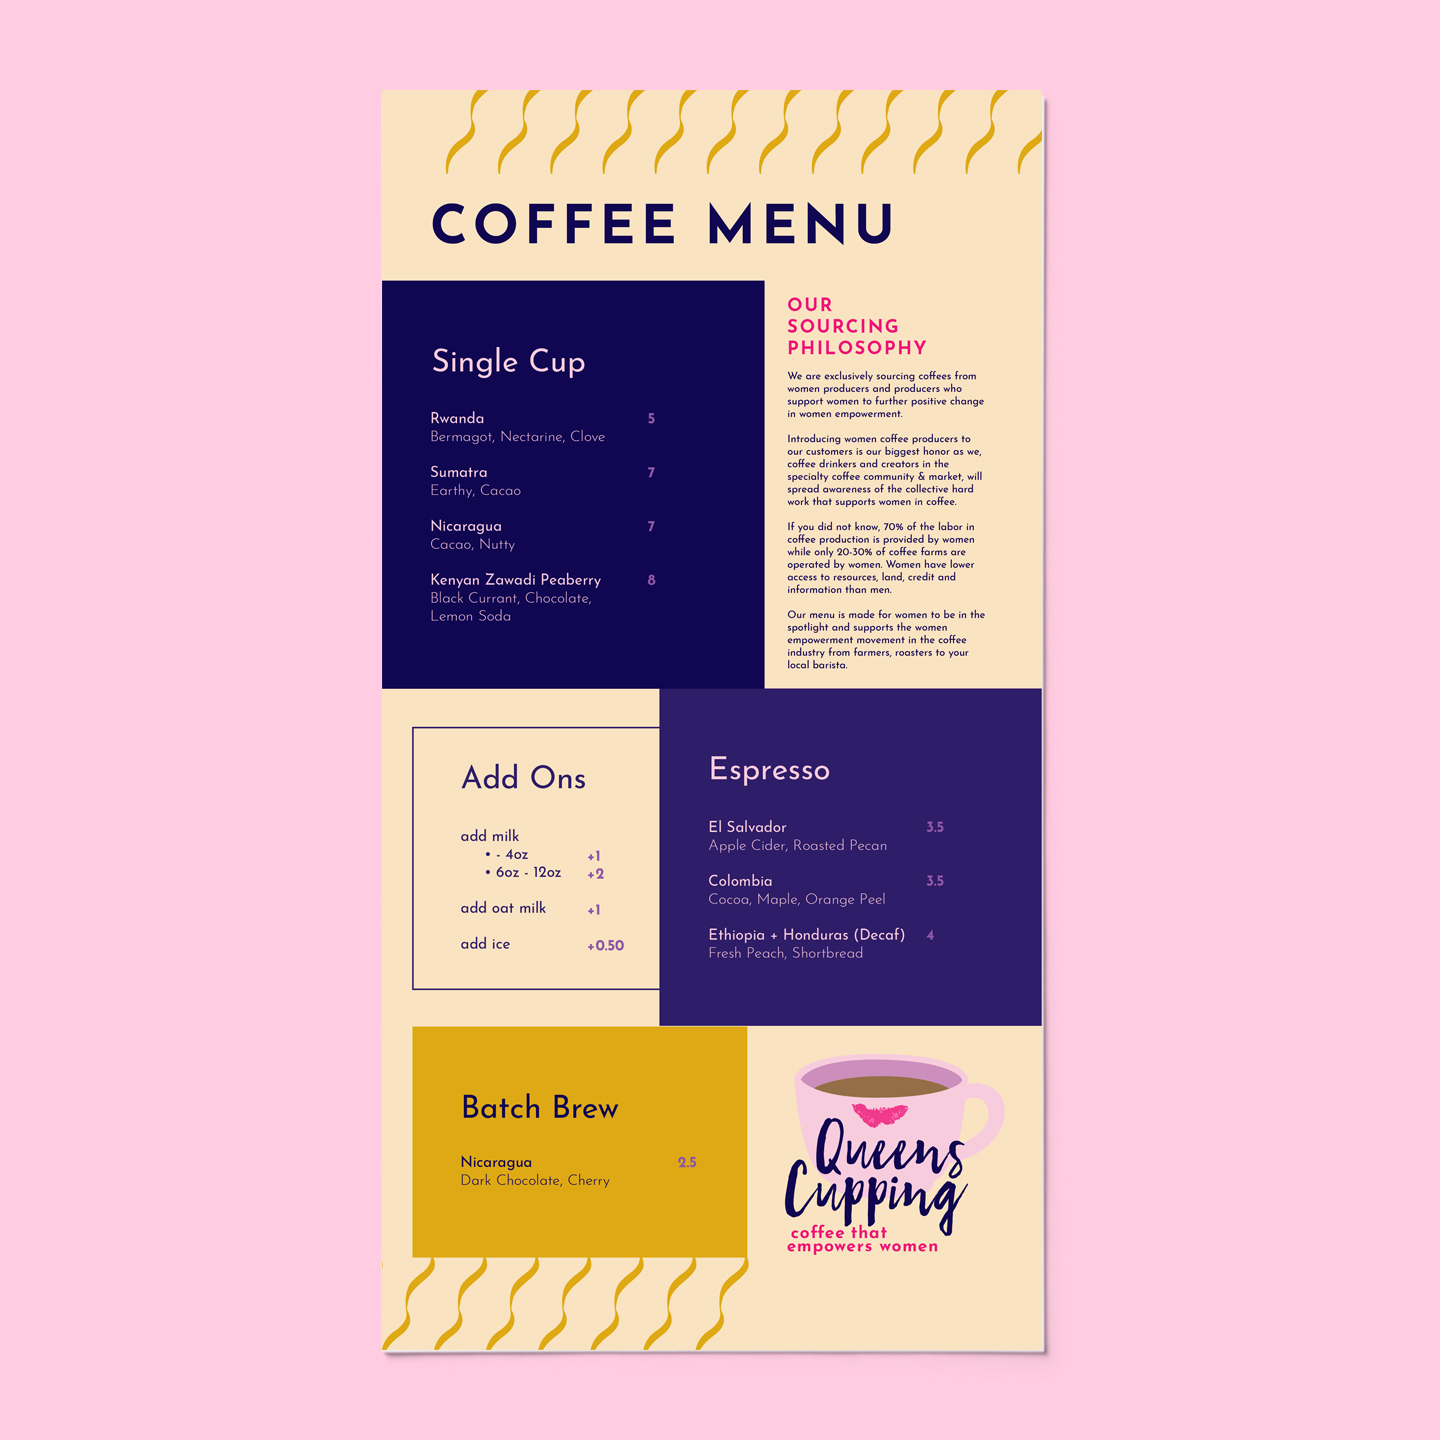 COFFEE MENU
Single Cup
Rwanda 5
Bermagot, Nectarine, Clove
Sumatra 7
Earthy, Cacao
Nicaragua 7
Cacao, Nutty
Kenyan Zawadi Peaberry 8
Black Currant, Chocolate,
Lemon Soda
OUR
SOURCING
PHILOSOPHY
We are exclusively sourcing coffees from
women producers and producers who
support women to further positive change
in women empowerment.
Introducing women coffee producers to
our customers is our biggest honor as we,
coffee drinkers and creators in the
specialty coffee community & market, will
spread awareness of the collective hard
work that supports women in coffee.
If you did not know, 70% of the labor in
coffee production is provided by women
while only 20-30% of coffee farms are
operated by women. Women have lower
access to resources, land, credit and
information than men.
Our menu is made for women to be in the
spotlight and supports the women
empowerment movement in the coffee
industry from farmers, roasters to your
local barista.
Add Ons
add milk
• - 4oz +1
• 6oz - 12oz +2
add oat milk +1
add ice +0.50
Espresso
El Salvador 3.5
Apple Cider, Roasted Pecan
Colombia 3.5
Cocoa, Maple, Orange Peel
Ethiopia + Honduras (Decaf) 4
Fresh Peach, Shortbread
Batch Brew
Nicaragua 2.5
Dark Chocolate, Cherry
Queens
Cupping
coffee that
empowers women